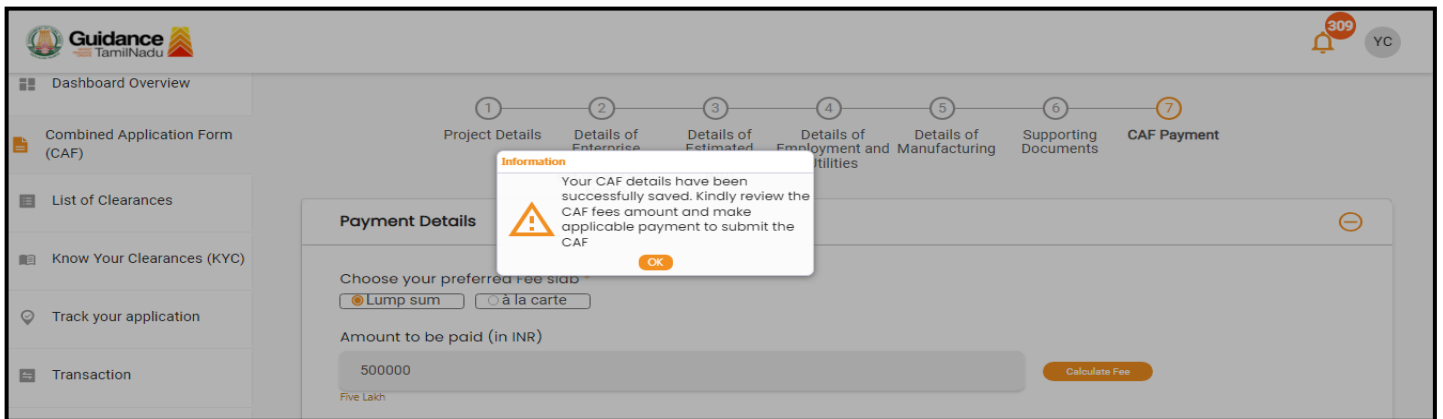 Guidance
TamilNadu
309
YC
Dashboard Overview
Combined Application Form
(CAF)
List of Clearances
Know Your Clearances (KYC)
Track your application
Transaction
1 2 3 4 5 6 7
Project Details
Details of
Enterprise
Details of
Estimated
Details of
Employment and
Utilities
Details of
Manufacturing
Supporting
Documents
CAF Payment
Information
Your CAF details have been
successfully saved. Kindly review the
CAF fees amount and make
applicable payment to submit the
CAF
OK
Payment Details
Choose your preferred Fee slab *
Lump sum
à la carte
Amount to be paid (in INR)
500000
Calculate Fee
Five Lakh